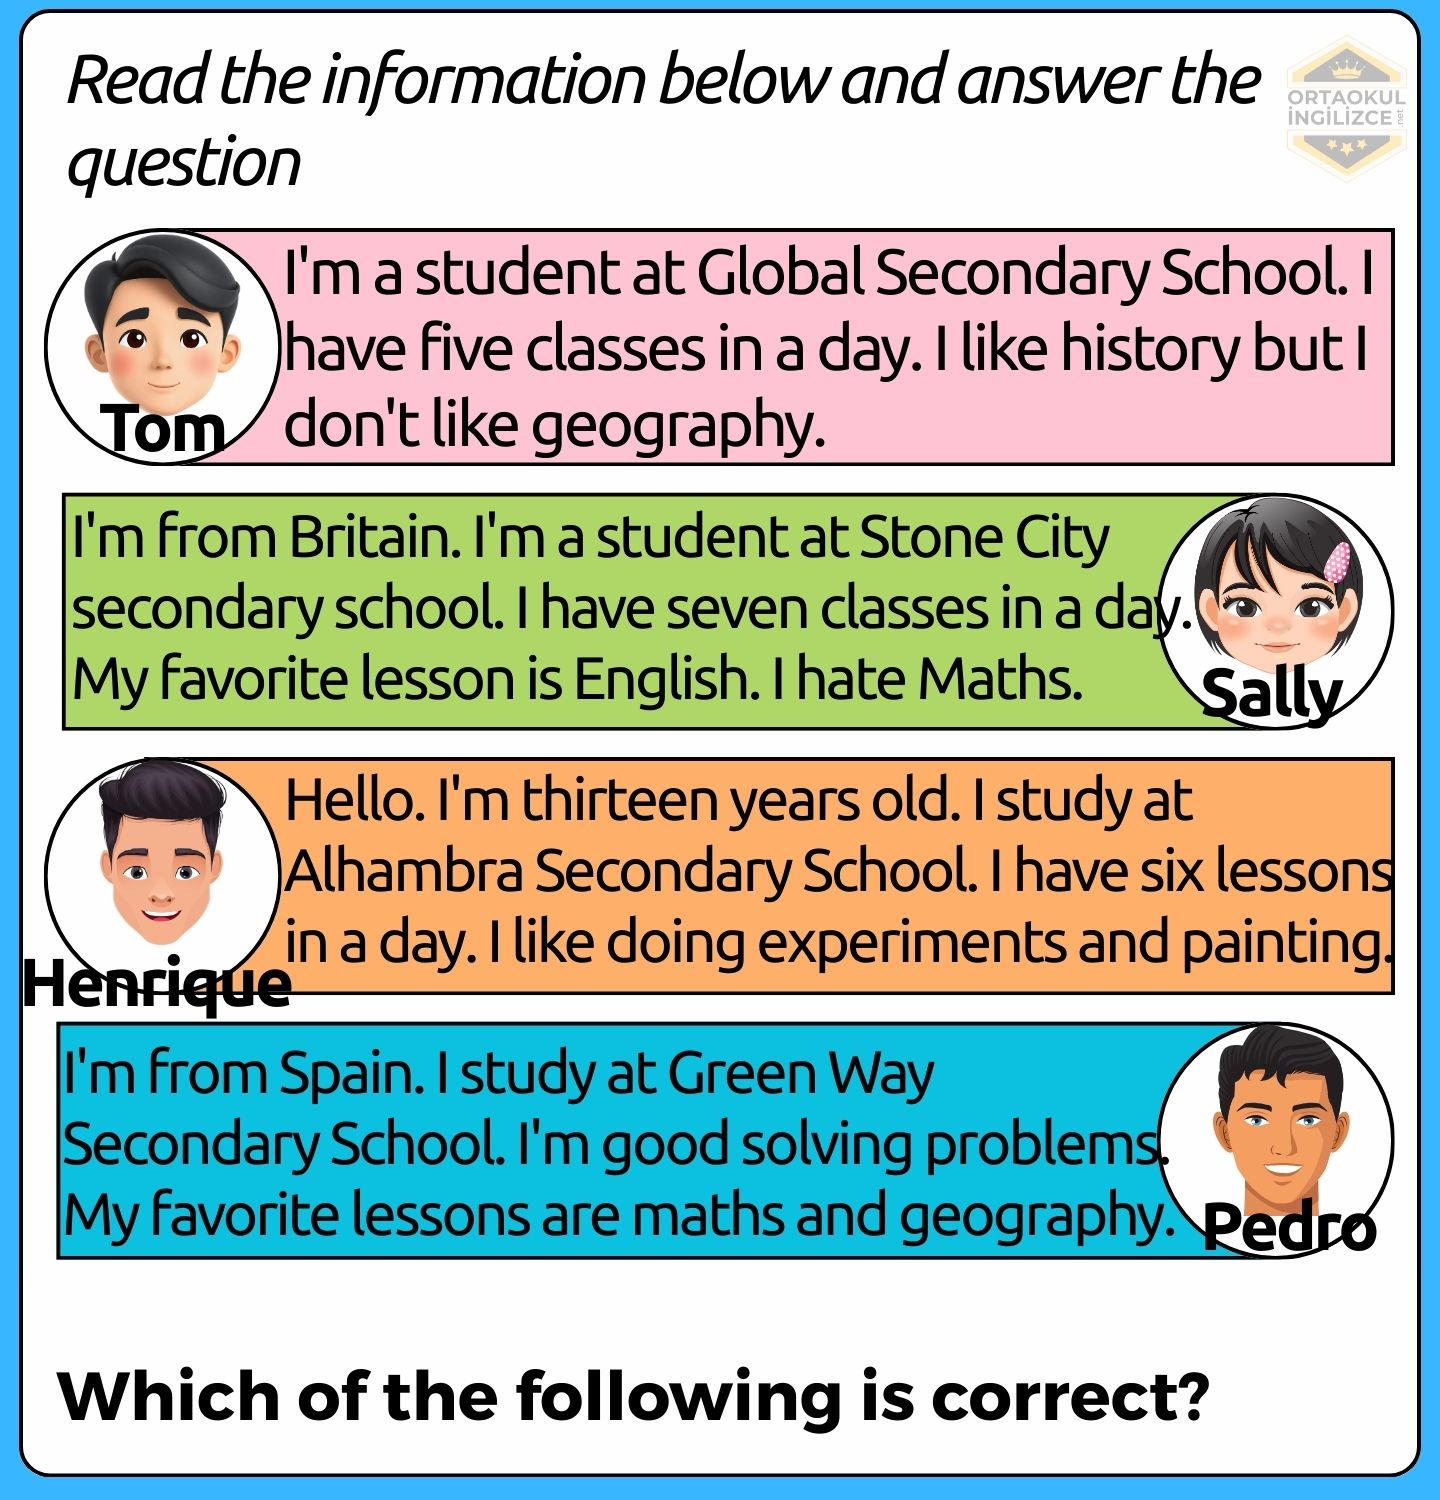 Read the information below and answer the
question
ORTAOKUL
İNGİLİZCE .net
I'm a student at Global Secondary School. I
have five classes in a day. I like history but I
don't like geography.
Tom
I'm from Britain. I'm a student at Stone City
secondary school. I have seven classes in a day.
My favorite lesson is English. I hate Maths.
Sally
Hello. I'm thirteen years old. I study at
Alhambra Secondary School. I have six lessons
in a day. I like doing experiments and painting.
Henrique
I'm from Spain. I study at Green Way
Secondary School. I'm good solving problems.
My favorite lessons are maths and geography.
Pedro
Which of the following is correct?